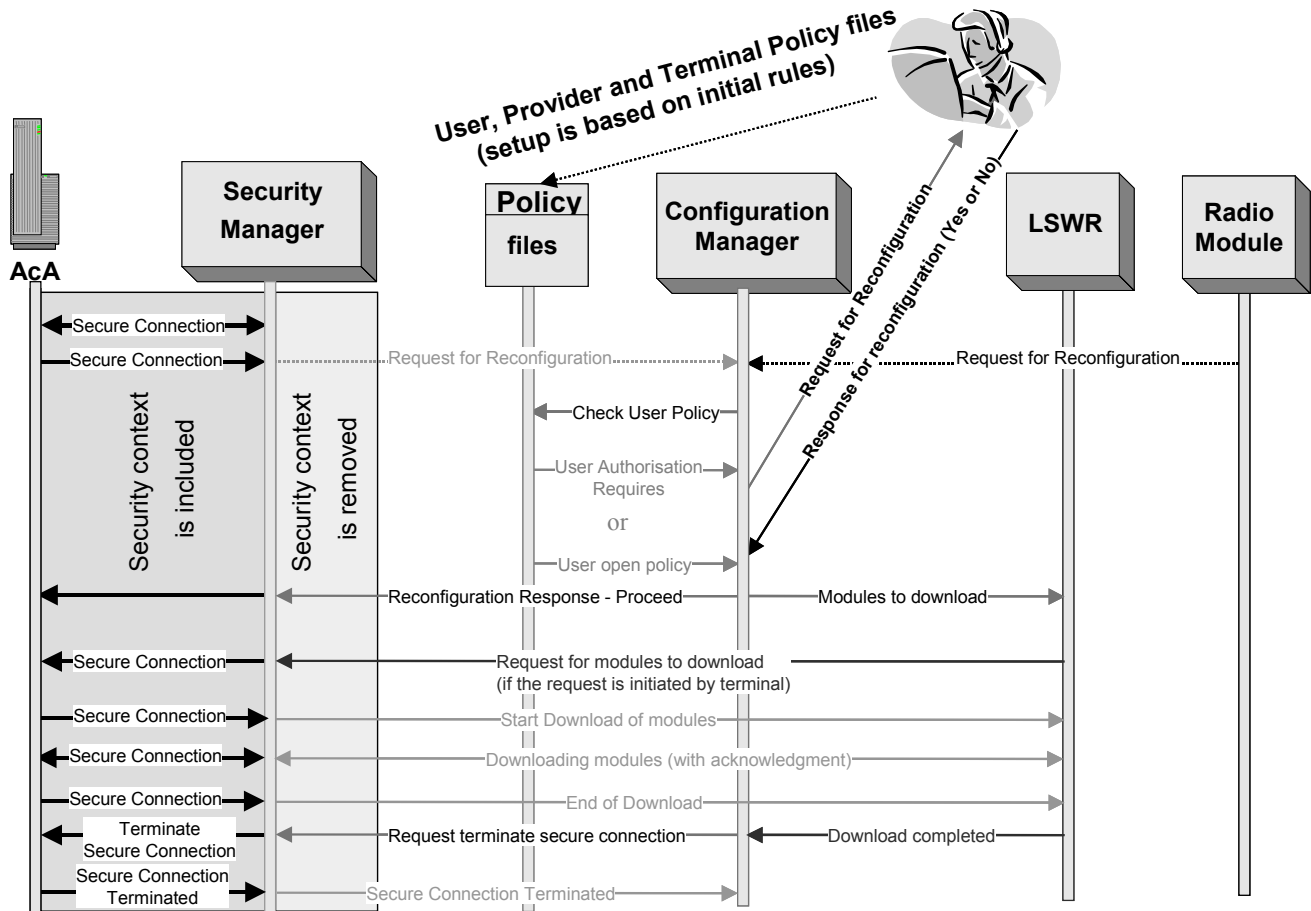 User, Provider and Terminal Policy files
(setup is based on initial rules)
AcA
Security
Manager
Policy
files
Configuration
Manager
LSWR
Radio
Module
Request for Reconfiguration
Response for reconfiguration (Yes or No)
Secure Connection
Secure Connection
Request for Reconfiguration
Request for Reconfiguration
Security context
is included
Security context
is removed
Check User Policy
User Authorisation
Requires
or
User open policy
Reconfiguration Response - Proceed
Modules to download
Secure Connection
Request for modules to download
(if the request is initiated by terminal)
Secure Connection
Start Download of modules
Secure Connection
Downloading modules (with acknowledgment)
Secure Connection
End of Download
Terminate
Secure Connection
Request terminate secure connection
Download completed
Secure Connection
Terminated
Secure Connection Terminated